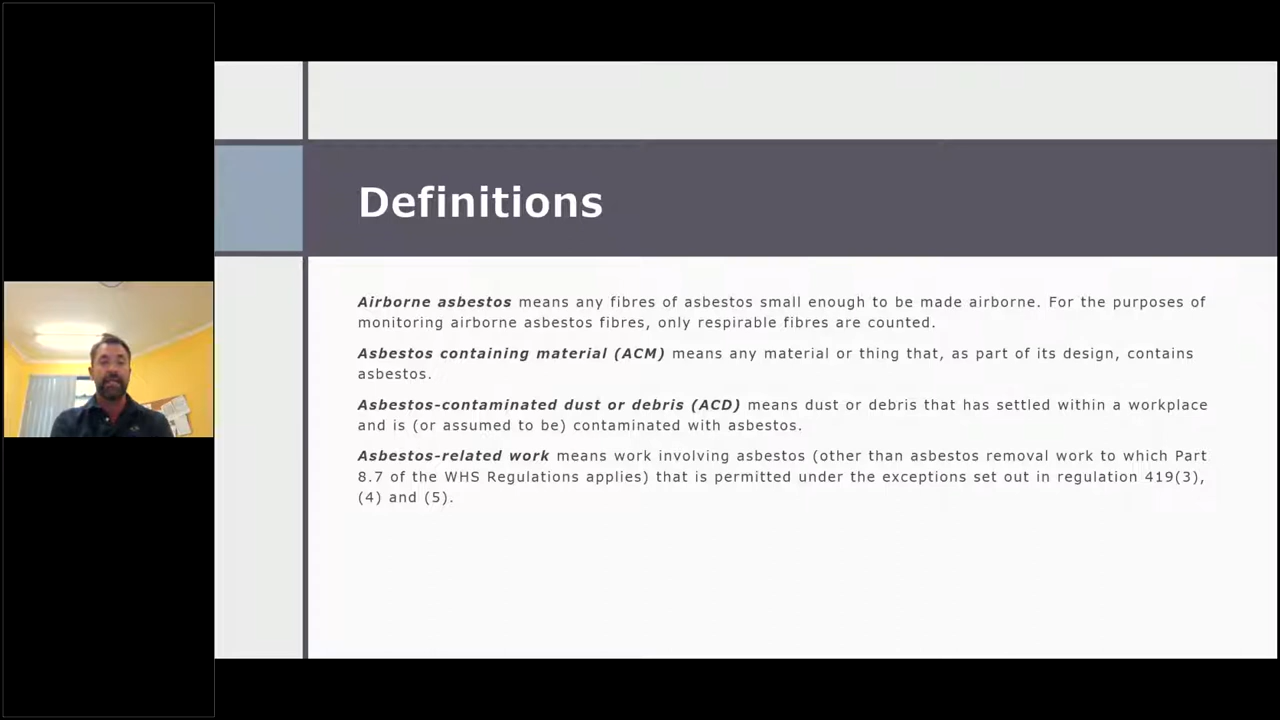 Definitions
Airborne asbestos means any fibres of asbestos small enough to be made airborne. For the purposes of
monitoring airborne asbestos fibres, only respirable fibres are counted.
Asbestos containing material (ACM) means any material or thing that, as part of its design, contains
asbestos.
Asbestos-contaminated dust or debris (ACD) means dust or debris that has settled within a workplace
and is (or assumed to be) contaminated with asbestos.
Asbestos-related work means work involving asbestos (other than asbestos removal work to which Part
8.7 of the WHS Regulations applies) that is permitted under the exceptions set out in regulation 419(3),
(4) and (5).